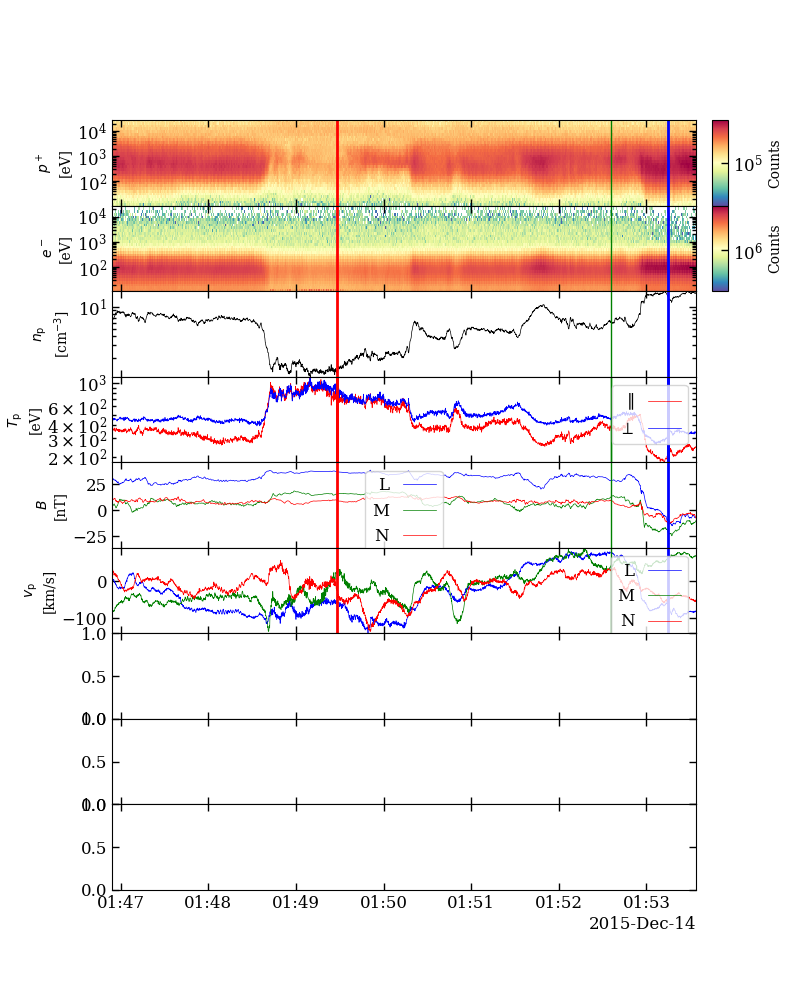 10⁴
10³
10²
p⁺
[eV]
10⁵
Counts
10⁴
10³
10²
e⁻
[eV]
10⁶
Counts
10¹
nₚ
[cm⁻³]
10³
6 × 10²
4 × 10²
3 × 10²
2 × 10²
Tₚ
[eV]
∥
⊥
25
0
−25
B
[nT]
L
M
N
0
−100
vₚ
[km/s]
L
M
N
1.0
0.5
0.0
1.0
0.5
0.0
1.0
0.5
0.0
01:47 01:48 01:49 01:50 01:51 01:52 01:53
2015-Dec-14